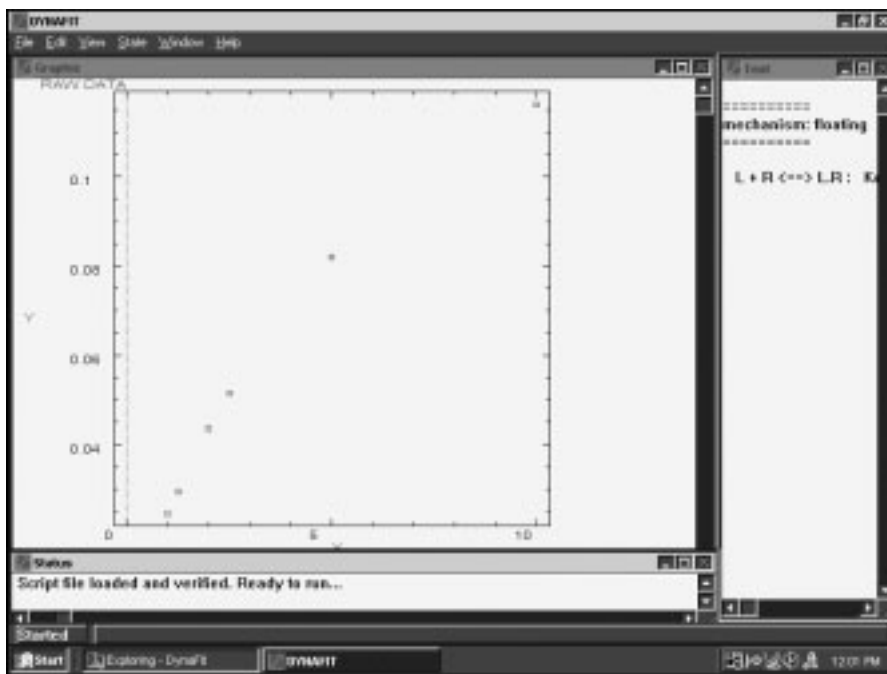 DYNAFIT
File Edit View State Window Help
Graphs
RAW DATA
0.1
0.08
Y
0.06
0.04
0 5 10
X
Text
==========
mechanism: floating
==========
L + R <==> L.R :
Status
Script file loaded and verified. Ready to run...
Started
Start Exploring - DynaFit DYNAFIT 12:01 PM